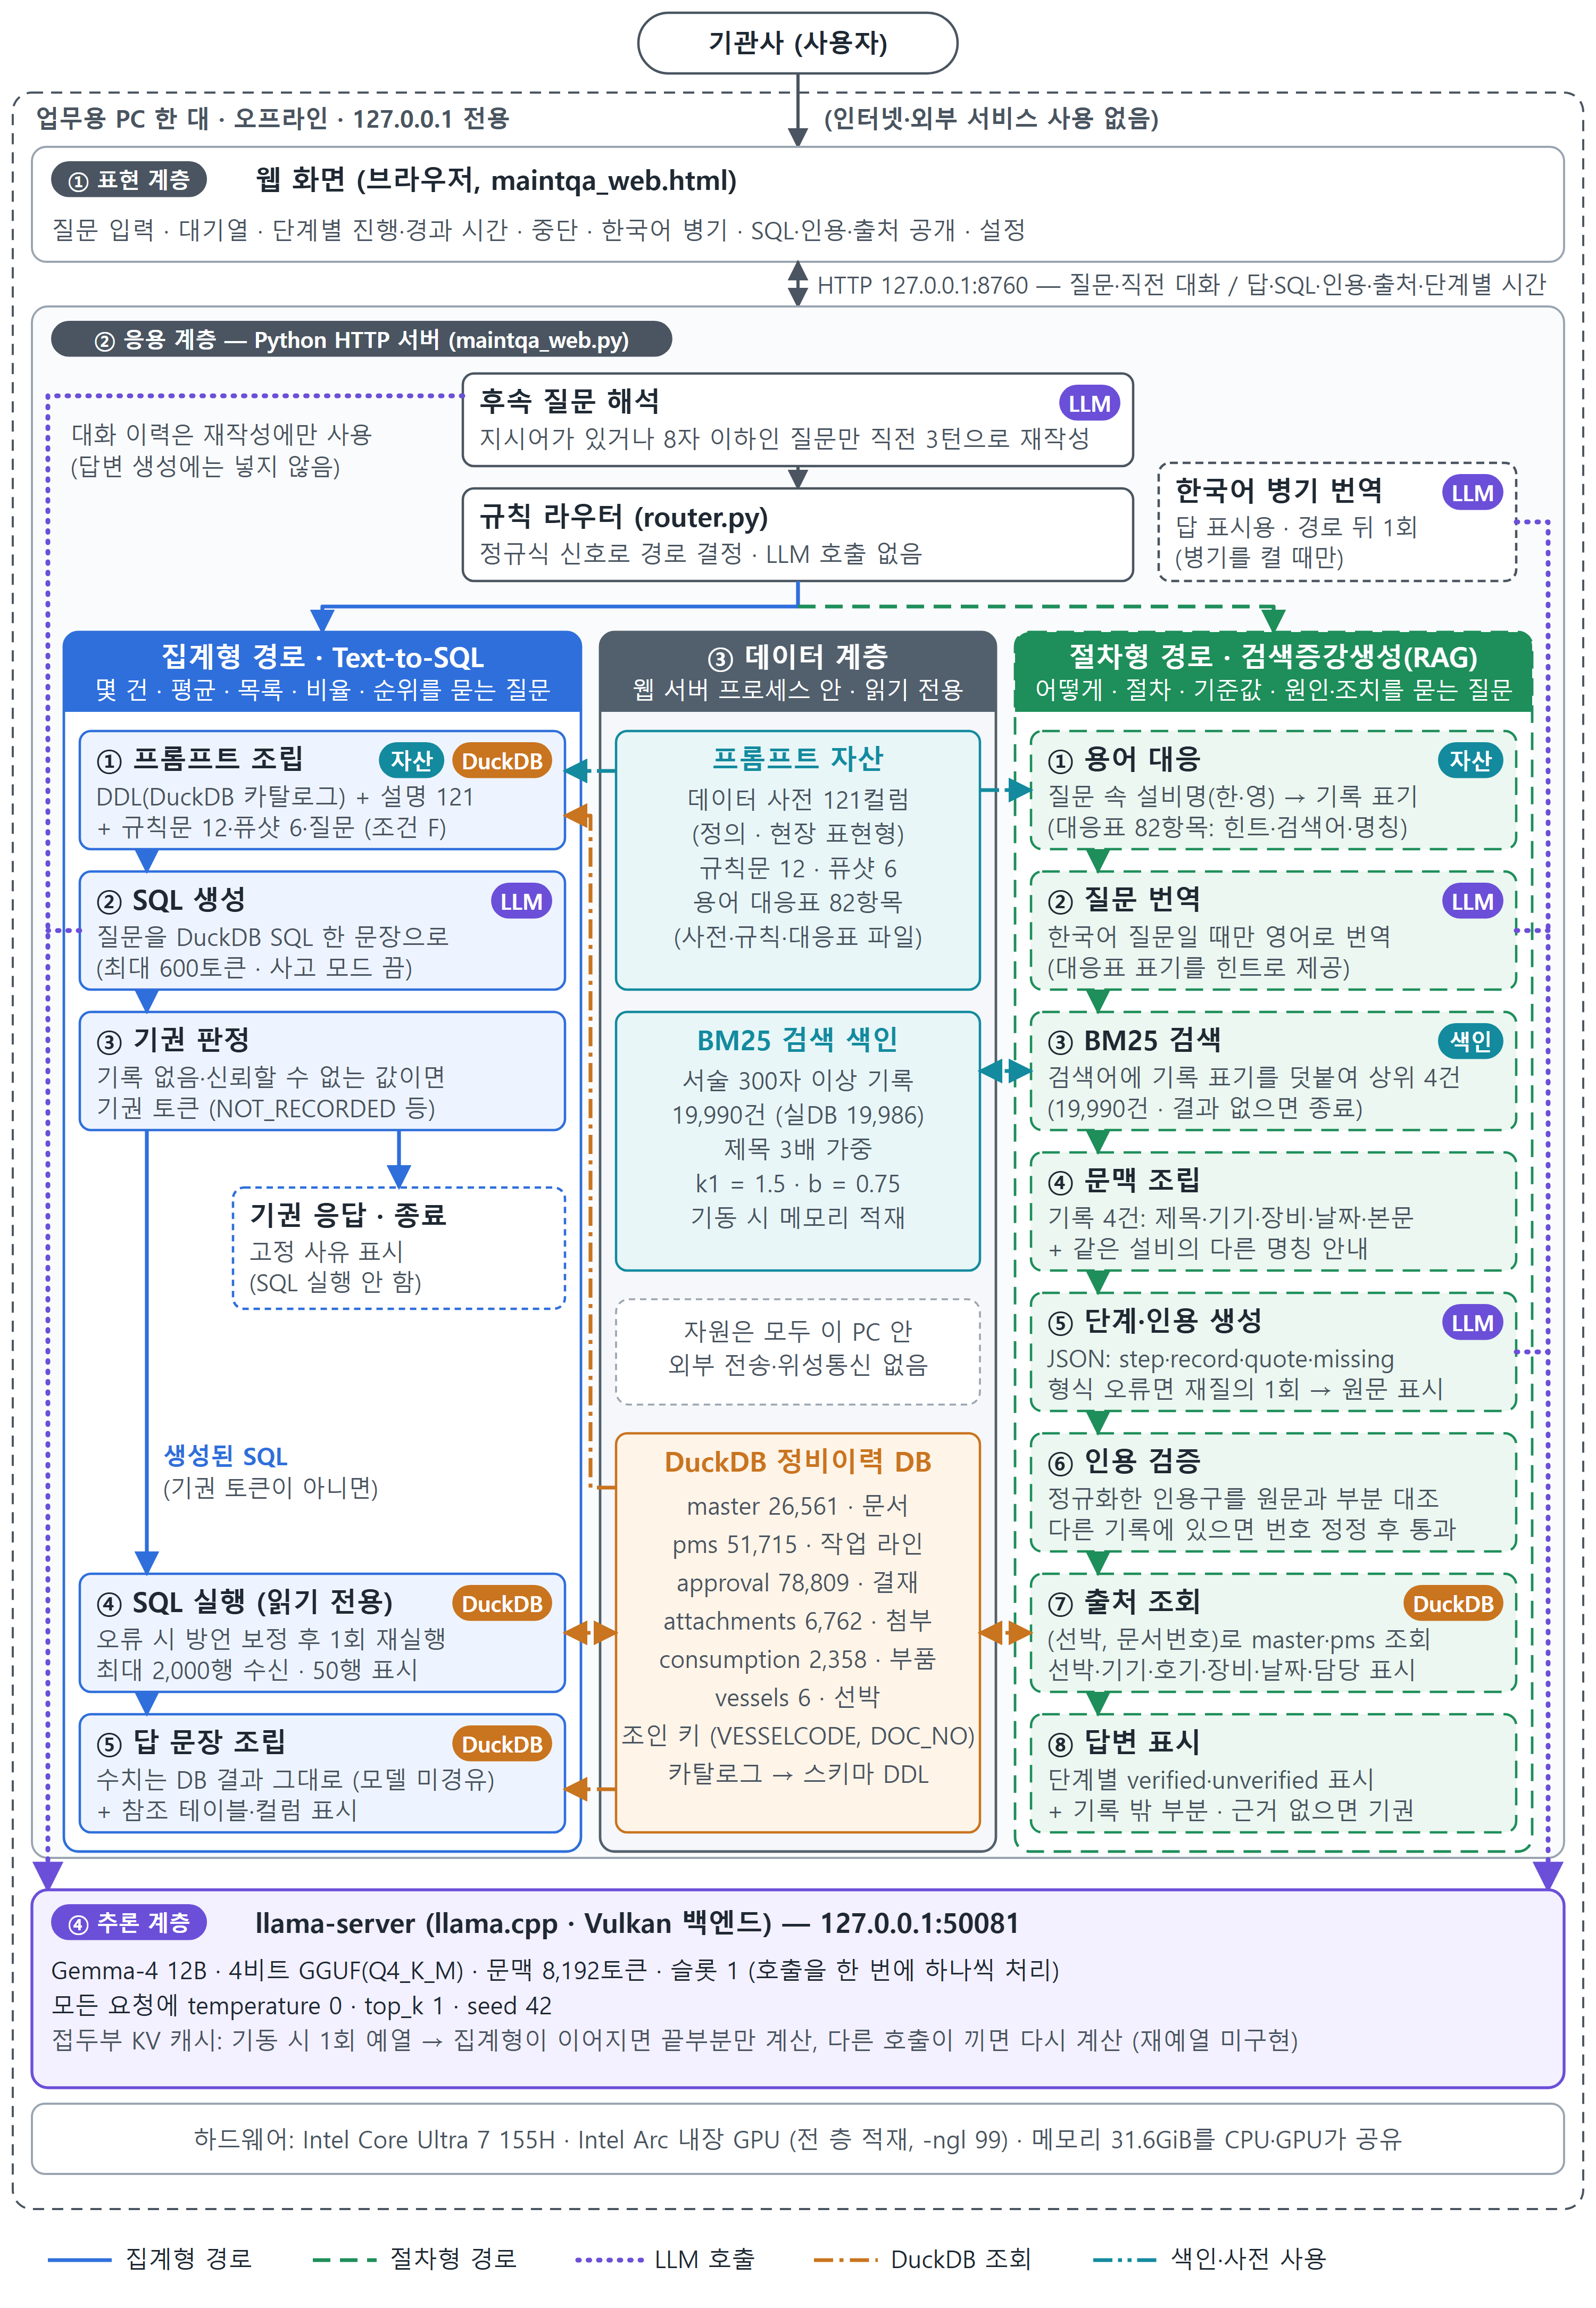 기관사 (사용자)
업무용 PC 한 대 · 오프라인 · 127.0.0.1 전용
(인터넷·외부 서비스 사용 없음)
① 표현 계층
웹 화면 (브라우저, maintqa_web.html)
질문 입력 · 대기열 · 단계별 진행·경과 시간 · 중단 · 한국어 병기 · SQL·인용·출처 공개 · 설정
HTTP 127.0.0.1:8760 — 질문·직전 대화 / 답·SQL·인용·출처·단계별 시간
② 응용 계층 — Python HTTP 서버 (maintqa_web.py)
후속 질문 해석
LLM
지시어가 있거나 8자 이하인 질문만 직전 3턴으로 재작성
대화 이력은 재작성에만 사용
(답변 생성에는 넣지 않음)
규칙 라우터 (router.py)
정규식 신호로 경로 결정 · LLM 호출 없음
한국어 병기 번역
LLM
답 표시용 · 경로 뒤 1회
(병기를 켤 때만)
집계형 경로 · Text-to-SQL
몇 건 · 평균 · 목록 · 비율 · 순위를 묻는 질문
① 프롬프트 조립
자산
DuckDB
DDL(DuckDB 카탈로그) + 설명 121
+ 규칙문 12·퓨샷 6·질문 (조건 F)
② SQL 생성
LLM
질문을 DuckDB SQL 한 문장으로
(최대 600토큰 · 사고 모드 끔)
③ 기권 판정
기록 없음·신뢰할 수 없는 값이면
기권 토큰 (NOT_RECORDED 등)
기권 응답 · 종료
고정 사유 표시
(SQL 실행 안 함)
생성된 SQL
(기권 토큰이 아니면)
④ SQL 실행 (읽기 전용)
DuckDB
오류 시 방언 보정 후 1회 재실행
최대 2,000행 수신 · 50행 표시
⑤ 답 문장 조립
DuckDB
수치는 DB 결과 그대로 (모델 미경유)
+ 참조 테이블·컬럼 표시
③ 데이터 계층
웹 서버 프로세스 안 · 읽기 전용
프롬프트 자산
데이터 사전 121컬럼
(정의 · 현장 표현형)
규칙문 12 · 퓨샷 6
용어 대응표 82항목
(사전·규칙·대응표 파일)
BM25 검색 색인
서술 300자 이상 기록
19,990건 (실DB 19,986)
제목 3배 가중
k1 = 1.5 · b = 0.75
기동 시 메모리 적재
자원은 모두 이 PC 안
외부 전송·위성통신 없음
DuckDB 정비이력 DB
master 26,561 · 문서
pms 51,715 · 작업 라인
approval 78,809 · 결재
attachments 6,762 · 첨부
consumption 2,358 · 부품
vessels 6 · 선박
조인 키 (VESSELCODE, DOC_NO)
카탈로그 → 스키마 DDL
절차형 경로 · 검색증강생성(RAG)
어떻게 · 절차 · 기준값 · 원인·조치를 묻는 질문
① 용어 대응
자산
질문 속 설비명(한·영) → 기록 표기
(대응표 82항목: 힌트·검색어·명칭)
② 질문 번역
LLM
한국어 질문일 때만 영어로 번역
(대응표 표기를 힌트로 제공)
③ BM25 검색
색인
검색어에 기록 표기를 덧붙여 상위 4건
(19,990건 · 결과 없으면 종료)
④ 문맥 조립
기록 4건: 제목·기기·장비·날짜·본문
+ 같은 설비의 다른 명칭 안내
⑤ 단계·인용 생성
LLM
JSON: step·record·quote·missing
형식 오류면 재질의 1회 → 원문 표시
⑥ 인용 검증
정규화한 인용구를 원문과 부분 대조
다른 기록에 있으면 번호 정정 후 통과
⑦ 출처 조회
DuckDB
(선박, 문서번호)로 master·pms 조회
선박·기기·호기·장비·날짜·담당 표시
⑧ 답변 표시
단계별 verified·unverified 표시
+ 기록 밖 부분 · 근거 없으면 기권
④ 추론 계층
llama-server (llama.cpp · Vulkan 백엔드) — 127.0.0.1:50081
Gemma-4 12B · 4비트 GGUF(Q4_K_M) · 문맥 8,192토큰 · 슬롯 1 (호출을 한 번에 하나씩 처리)
모든 요청에 temperature 0 · top_k 1 · seed 42
접두부 KV 캐시: 기동 시 1회 예열 → 집계형이 이어지면 끝부분만 계산, 다른 호출이 끼면 다시 계산 (재예열 미구현)
하드웨어: Intel Core Ultra 7 155H · Intel Arc 내장 GPU (전 층 적재, -ngl 99) · 메모리 31.6GiB를 CPU·GPU가 공유
집계형 경로
절차형 경로
LLM 호출
DuckDB 조회
색인·사전 사용